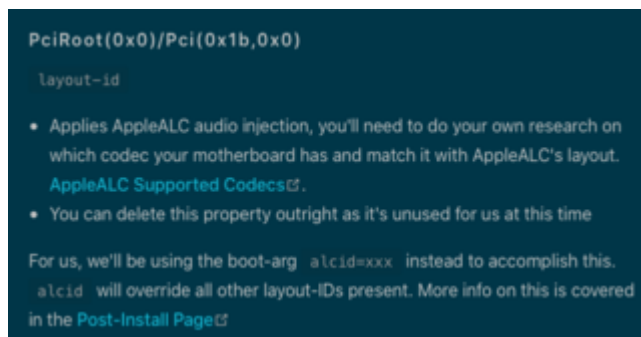 PciRoot(0x0)/Pci(0x1b,0x0)
layout-id
• Applies AppleALC audio injection, you'll need to do your own research on
which codec your motherboard has and match it with AppleALC's layout.
AppleALC Supported Codecs.
• You can delete this property outright as it's unused for us at this time
For us, we'll be using the boot-arg alcid=xxx instead to accomplish this.
alcid will override all other layout-IDs present. More info on this is covered
in the Post-Install Page